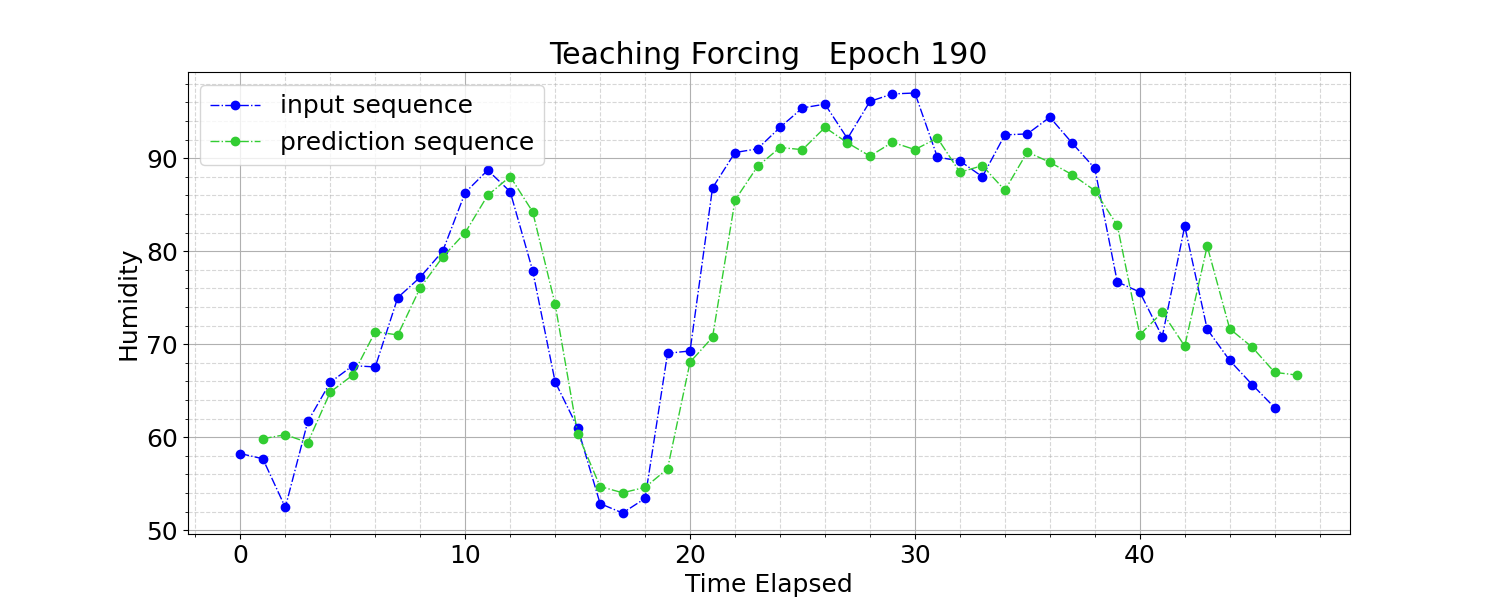 Teaching Forcing   Epoch 190
input sequence
prediction sequence
Humidity
90
80
70
60
50
0 10 20 30 40
Time Elapsed